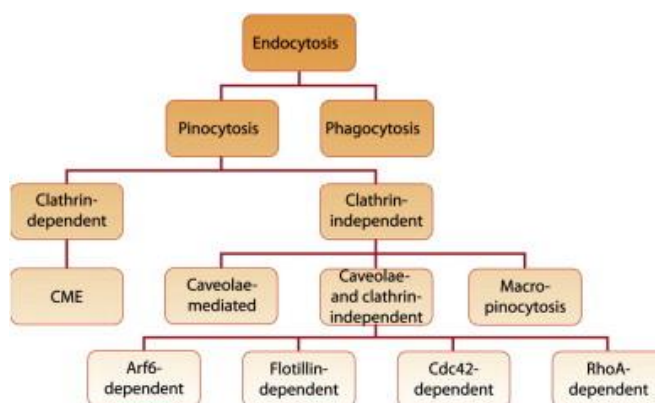 Endocytosis
Pinocytosis
Phagocytosis
Clathrin-
dependent
Clathrin-
independent
CME
Caveolae-
mediated
Caveolae-
and clathrin-
independent
Macro-
pinocytosis
Arf6-
dependent
Flotillin-
dependent
Cdc42-
dependent
RhoA-
dependent